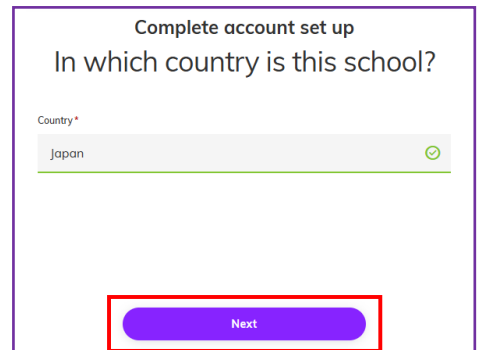 Complete account set up
In which country is this school?
Country*
Japan
Next